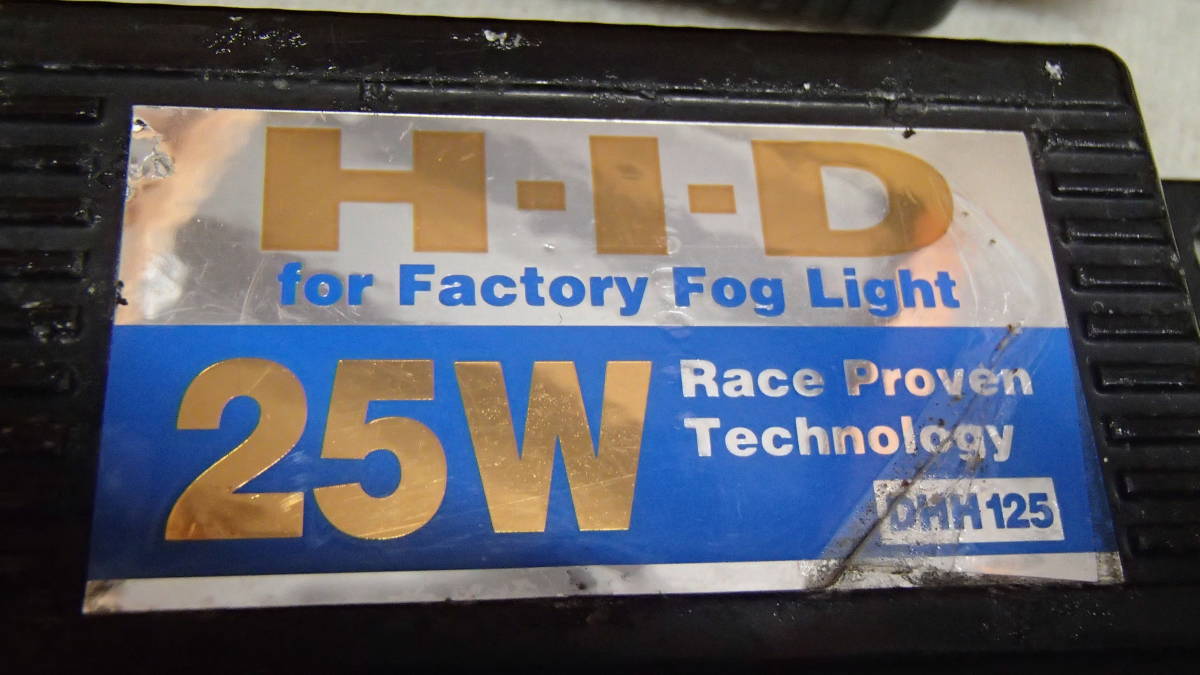 H·I·D
for Factory Fog Light
25W
Race Proven
Technology
DHH125